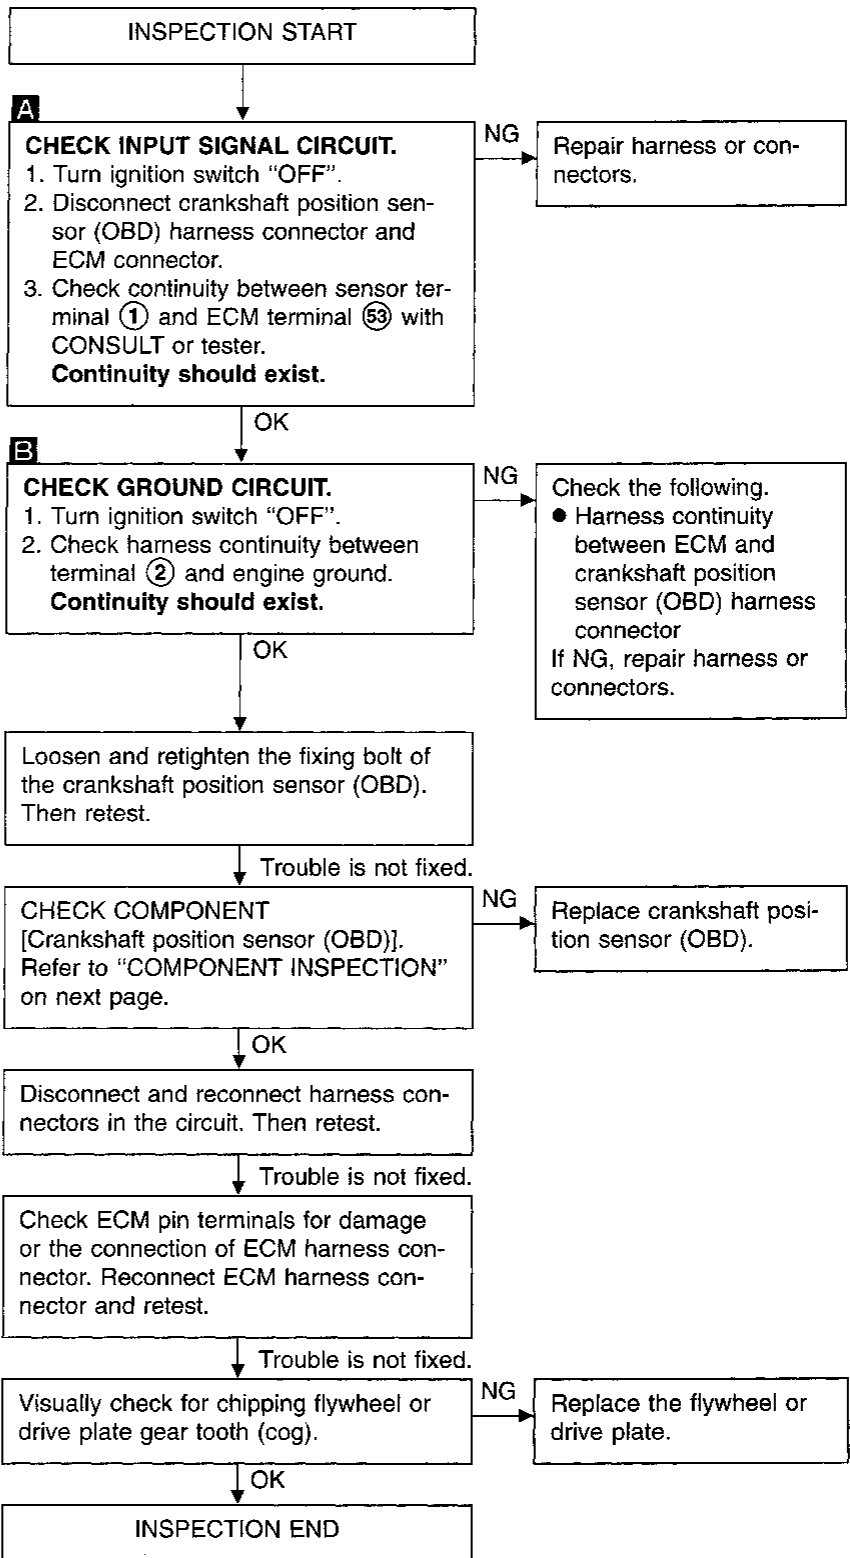 INSPECTION START
A
CHECK INPUT SIGNAL CIRCUIT.
1. Turn ignition switch “OFF”.
2. Disconnect crankshaft position sen-
sor (OBD) harness connector and
ECM connector.
3. Check continuity between sensor ter-
minal ① and ECM terminal 53 with
CONSULT or tester.
Continuity should exist.
NG
Repair harness or con-
nectors.
OK
B
CHECK GROUND CIRCUIT.
1. Turn ignition switch “OFF”.
2. Check harness continuity between
terminal ② and engine ground.
Continuity should exist.
NG
Check the following.
● Harness continuity
between ECM and
crankshaft position
sensor (OBD) harness
connector
If NG, repair harness or
connectors.
OK
Loosen and retighten the fixing bolt of
the crankshaft position sensor (OBD).
Then retest.
Trouble is not fixed.
CHECK COMPONENT
[Crankshaft position sensor (OBD)].
Refer to “COMPONENT INSPECTION”
on next page.
NG
Replace crankshaft posi-
tion sensor (OBD).
OK
Disconnect and reconnect harness con-
nectors in the circuit. Then retest.
Trouble is not fixed.
Check ECM pin terminals for damage
or the connection of ECM harness con-
nector. Reconnect ECM harness con-
nector and retest.
Trouble is not fixed.
Visually check for chipping flywheel or
drive plate gear tooth (cog).
NG
Replace the flywheel or
drive plate.
OK
INSPECTION END